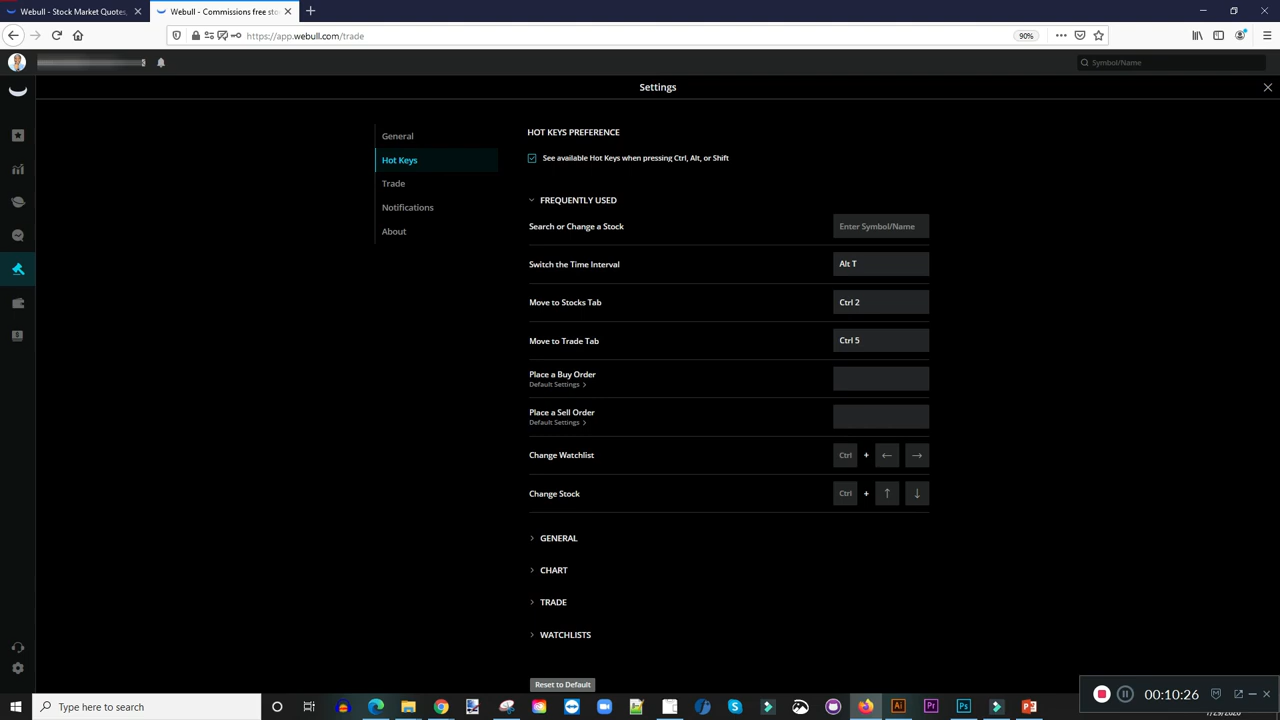 Webull - Stock Market Quotes,
Webull - Commissions free sto
https://app.webull.com/trade
90%
Symbol/Name
Settings
General
Hot Keys
Trade
Notifications
About
HOT KEYS PREFERENCE
See available Hot Keys when pressing Ctrl, Alt, or Shift
FREQUENTLY USED
Search or Change a Stock
Enter Symbol/Name
Switch the Time Interval
Alt T
Move to Stocks Tab
Ctrl 2
Move to Trade Tab
Ctrl 5
Place a Buy Order
Default Settings >
Place a Sell Order
Default Settings >
Change Watchlist
Ctrl + ← →
Change Stock
Ctrl + ↑ ↓
GENERAL
CHART
TRADE
WATCHLISTS
Reset to Default
00:10:26
Type here to search
Ai Pr Ps